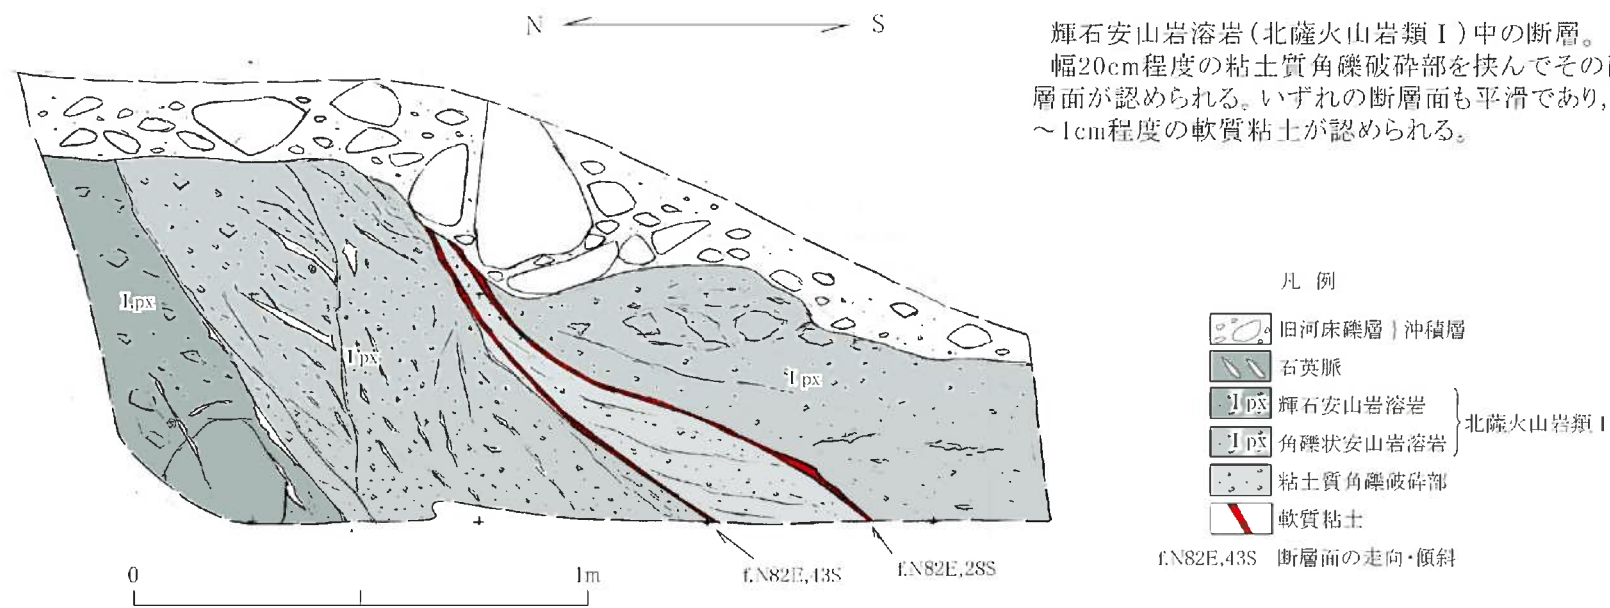 N S
輝石安山岩溶岩(北薩火山岩類Ⅰ)中の断層。
幅20cm程度の粘土質角礫破砕部を挟んでその
層面が認められる。いずれの断層面も平滑であり,
～1cm程度の軟質粘土が認められる。
I px
I px
I px
凡 例
旧河床礫層}沖積層
石英脈
I px 輝石安山岩溶岩
I px 角礫状安山岩溶岩
北薩火山岩類Ⅰ
粘土質角礫破砕部
軟質粘土
f.N82E,43S 断層面の走向・傾斜
f.N82E,43S
f.N82E,28S
0 1m